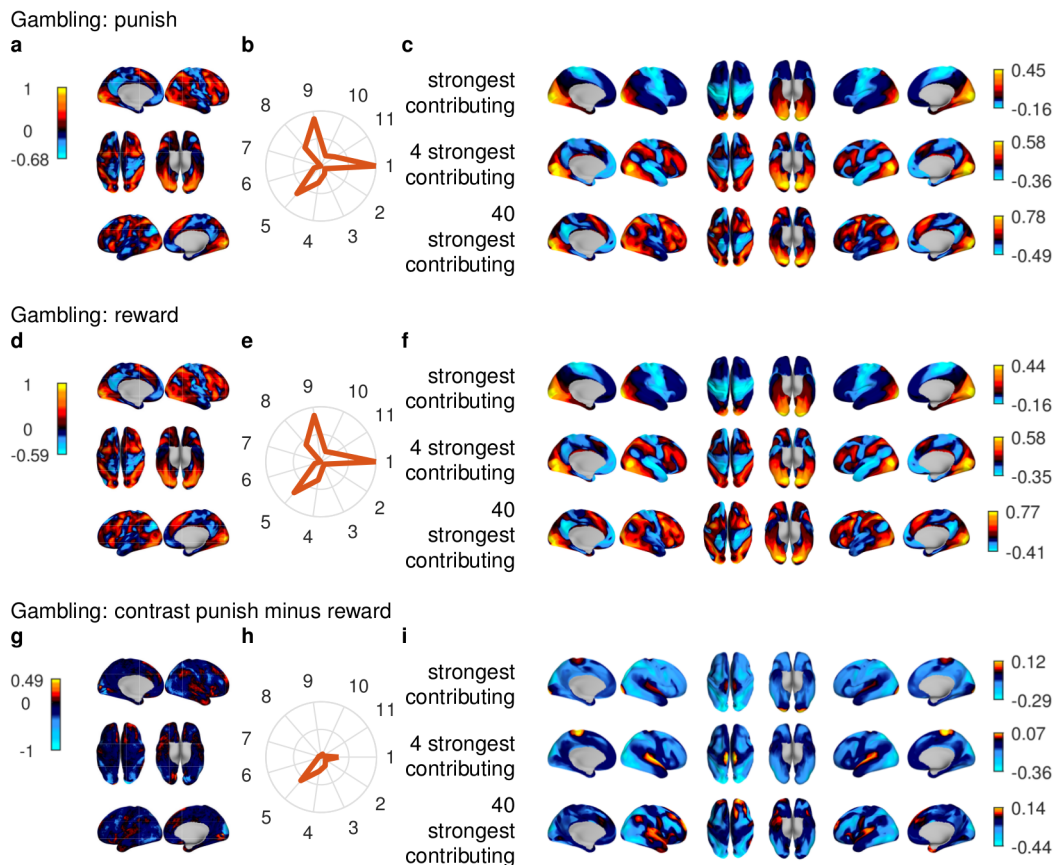 Gambling: punish
a
b
c
1
0
-0.68
9
10
8
11
7
1
6
2
5
4
3
strongest
contributing
4 strongest
contributing
40
strongest
contributing
0.45
-0.16
0.58
-0.36
0.78
-0.49
Gambling: reward
d
e
f
1
0
-0.59
9
10
8
11
7
1
6
2
5
4
3
strongest
contributing
4 strongest
contributing
40
strongest
contributing
0.44
-0.16
0.58
-0.35
0.77
-0.41
Gambling: contrast punish minus reward
g
h
i
0.49
0
-1
9
10
8
11
7
1
6
2
5
4
3
strongest
contributing
4 strongest
contributing
40
strongest
contributing
0.12
-0.29
0.07
-0.36
0.14
-0.44